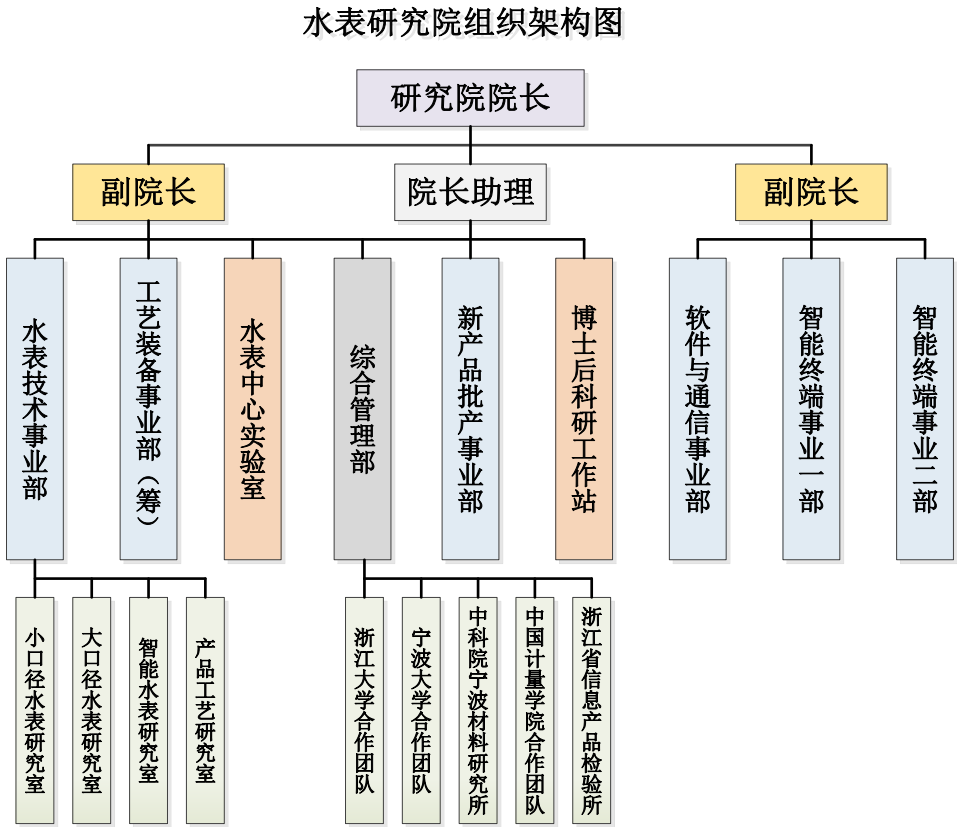 水表研究院组织架构图
研究院院长
副院长
院长助理
副院长
水表技术事业部
工艺装备事业部（筹）
水表中心实验室
综合管理部
新产品批产事业部
博士后科研工作站
软件与通信事业部
智能终端事业一部
智能终端事业二部
小口径水表研究室
大口径水表研究室
智能水表研究室
产品工艺研究室
浙江大学合作团队
宁波大学合作团队
中科院宁波材料研究所
中国计量学院合作团队
浙江省信息产品检验所